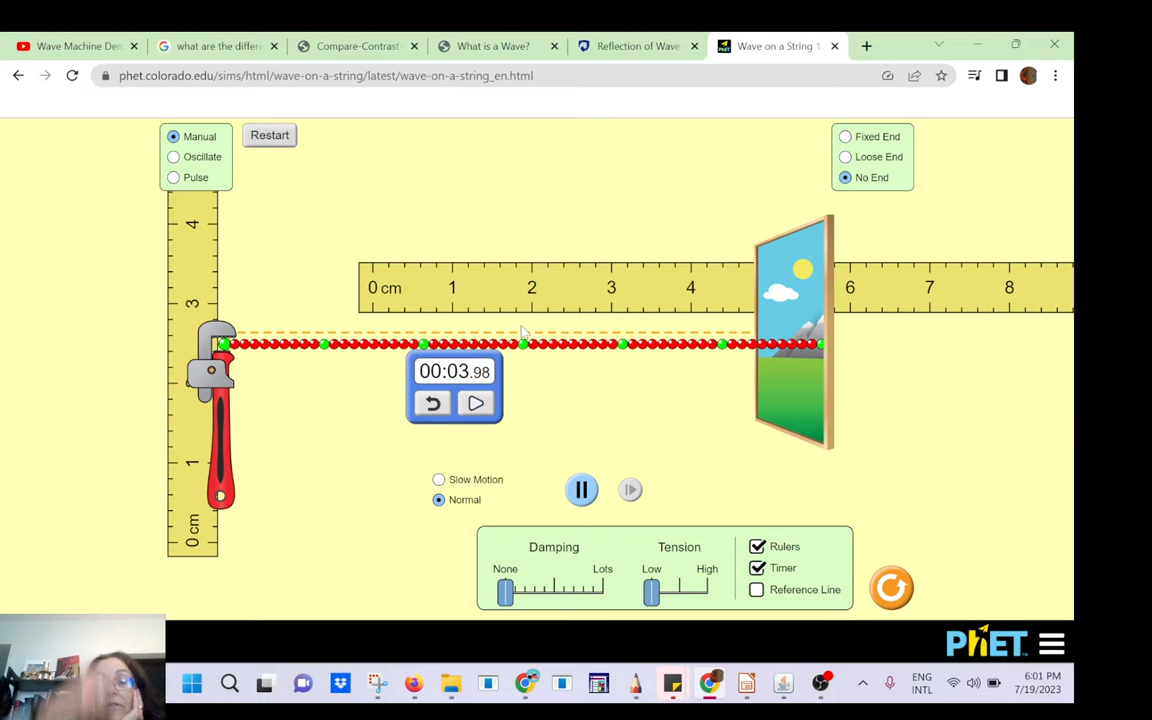 Wave Machine Den
what are the differe
Compare-Contrast-
What is a Wave?
Reflection of Wave
Wave on a String 1
phet.colorado.edu/sims/html/wave-on-a-string/latest/wave-on-a-string_en.html
Manual
Oscillate
Pulse
Restart
Fixed End
Loose End
No End
4
3
1
0 cm
0 cm 1 2 3 4 6 7 8
00:03.98
Slow Motion
Normal
Damping
None Lots
Tension
Low High
Rulers
Timer
Reference Line
PhET
ENG
INTL
6:01 PM
7/19/2023